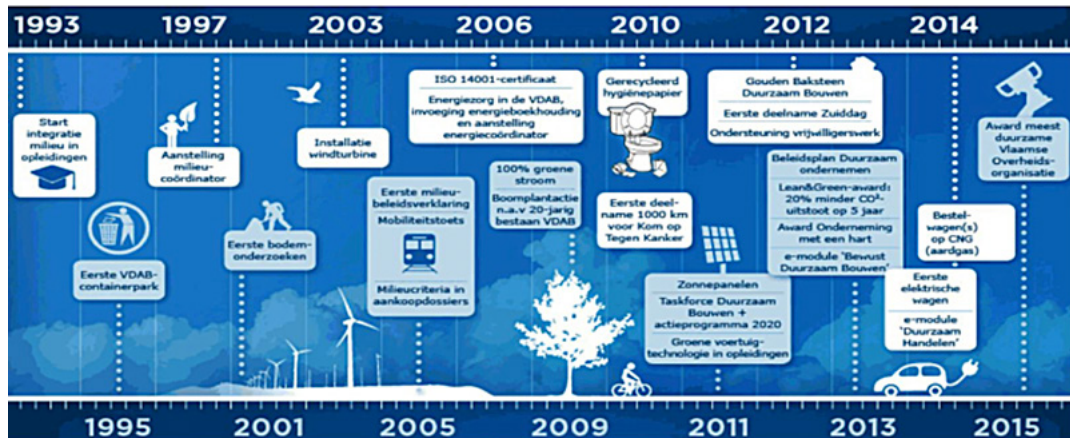 1993 1997 2003 2006 2010 2012 2014
Start
integratie
milieu in
opleidingen
Aanstelling
milieu-
coördinator
Installatie
windturbine
ISO 14001-certificaat
Energiezorg in de VDAB,
invoeging energieboekhouding
en aanstelling
energiecoördinator
Gerecycleerd
hygiënepapier
Gouden Baksteen
Duurzaam Bouwen
Eerste deelname Zuiddag
Ondersteuning vrijwilligerswerk
Award meest
duurzame
Vlaamse
Overheids-
organisatie
Eerste VDAB-
containerpark
Eerste bodem-
onderzoeken
Eerste milieu-
beleidsverklaring
Mobiliteitstoets
Milieucriteria in
aankoopdossiers
100% groene
stroom
Boomplantactie
n.a.v 20-jarig
bestaan VDAB
Eerste deel-
name 1000 km
voor Kom op
Tegen Kanker
Zonnepanelen
Taskforce Duurzaam
Bouwen +
actieprogramma 2020
Groene voertuig-
technologie in opleidingen
Beleidsplan Duurzaam
ondernemen
Lean&Green-award:
20% minder CO²-
uitstoot op 5 jaar
Award Onderneming
met een hart
e-module 'Bewust
Duurzaam Bouwen'
Eerste
elektrische
wagen
e-module
'Duurzaam
Handelen'
Bestel-
wagen(s)
op CNG
(aardgas)
1995 2001 2005 2009 2011 2013 2015